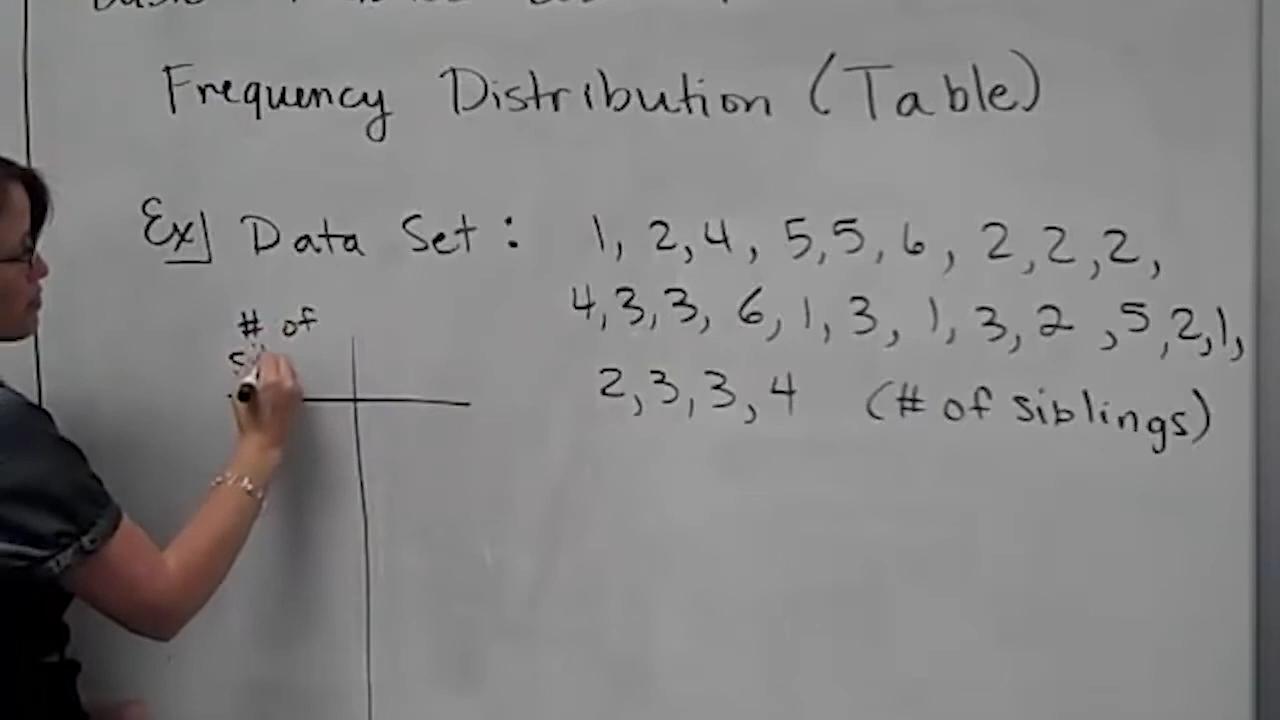 Frequency Distribution (Table)
Ex] Data Set: 1, 2, 4, 5, 5, 6, 2, 2, 2,
4, 3, 3, 6, 1, 3, 1, 3, 2, 5, 2, 1,
2, 3, 3, 4 (# of siblings)
# of